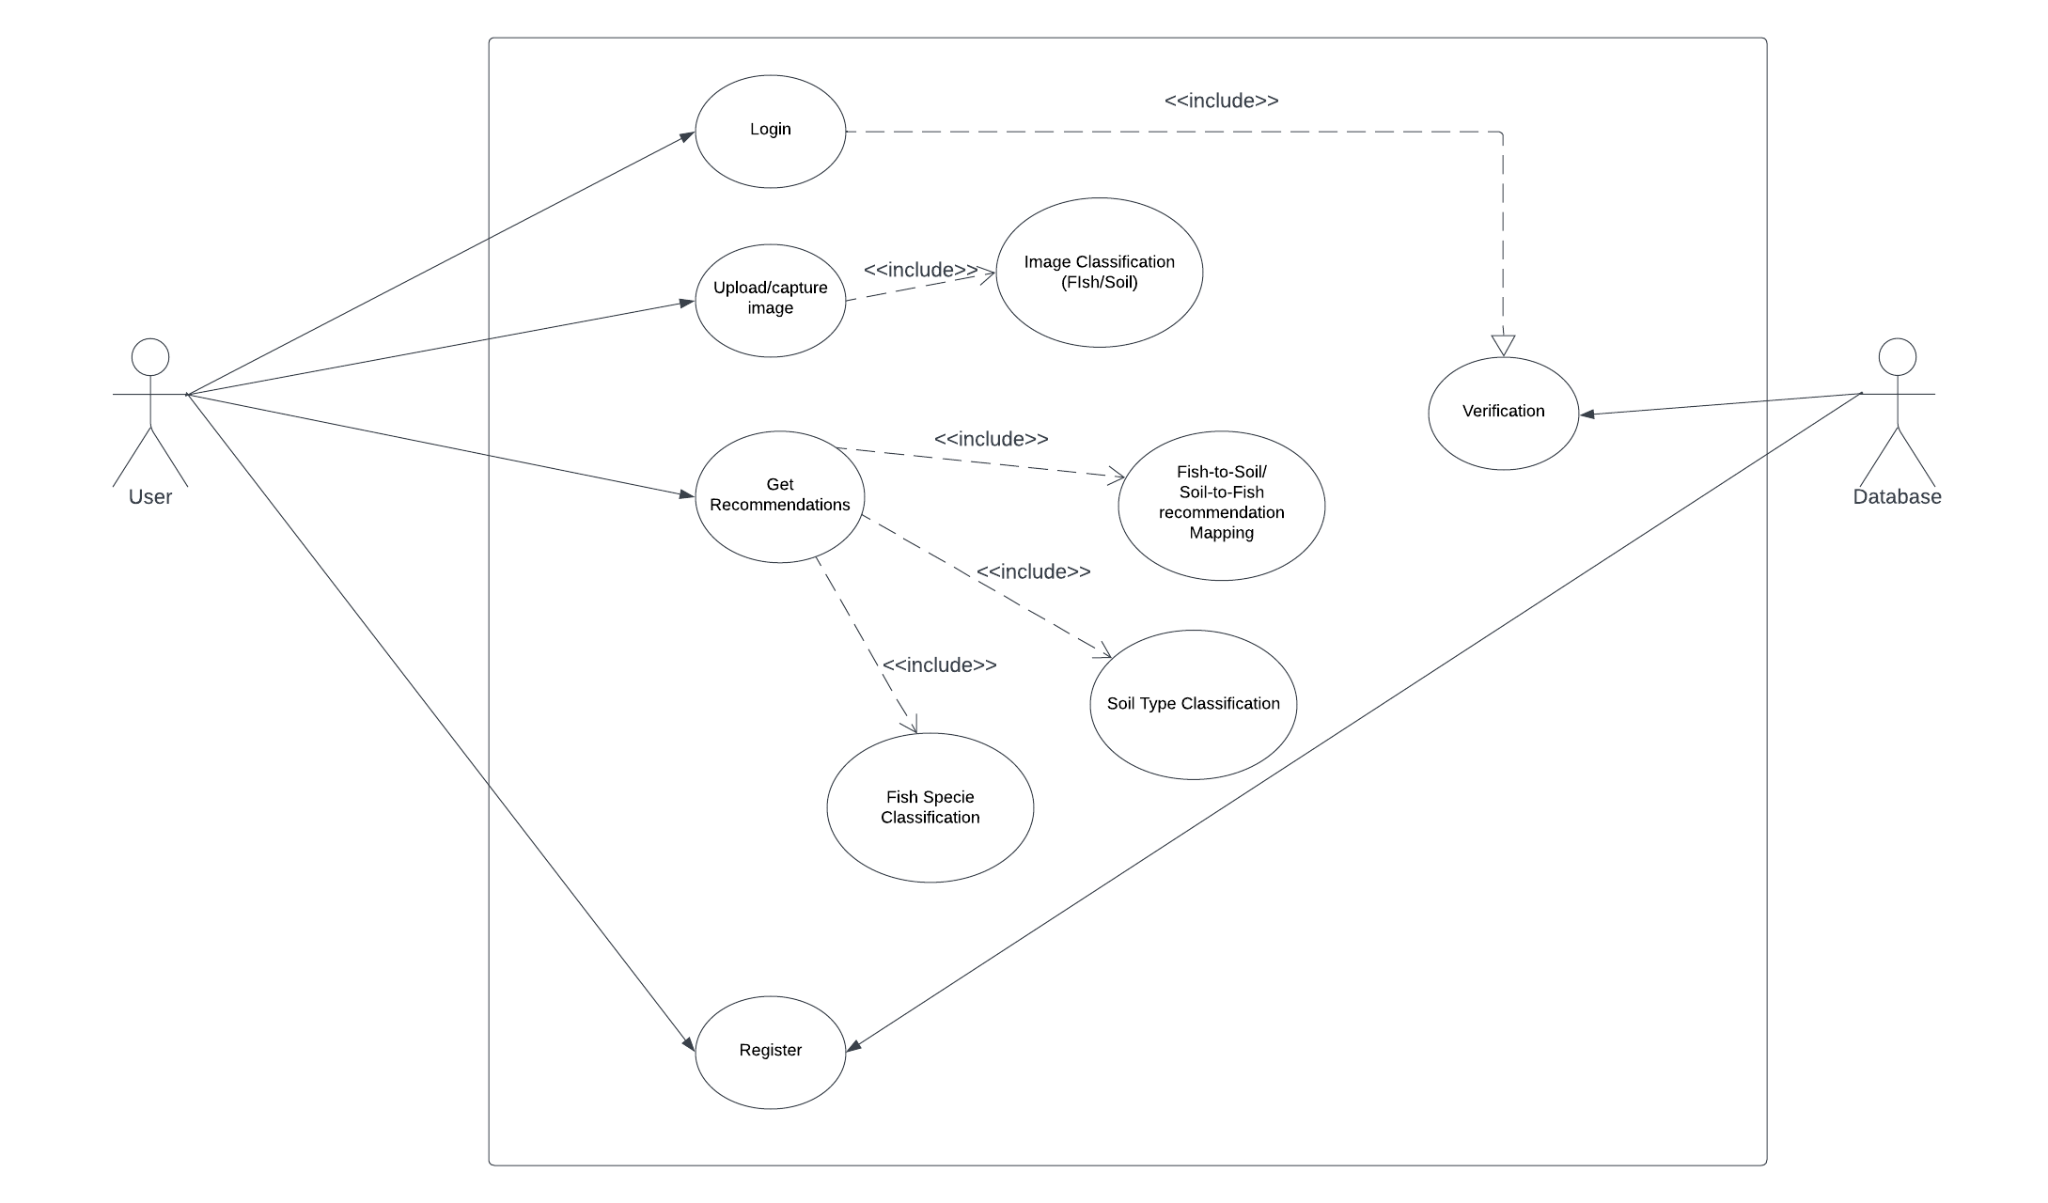 <<include>>
Login
Image Classification
(FIsh/Soil)
<<include>>
Upload/capture
image
Verification
<<include>>
Fish-to-Soil/
Soil-to-Fish
recommendation
Mapping
Get
Recommendations
User
Database
<<include>>
<<include>>
Soil Type Classification
Fish Specie
Classification
Register